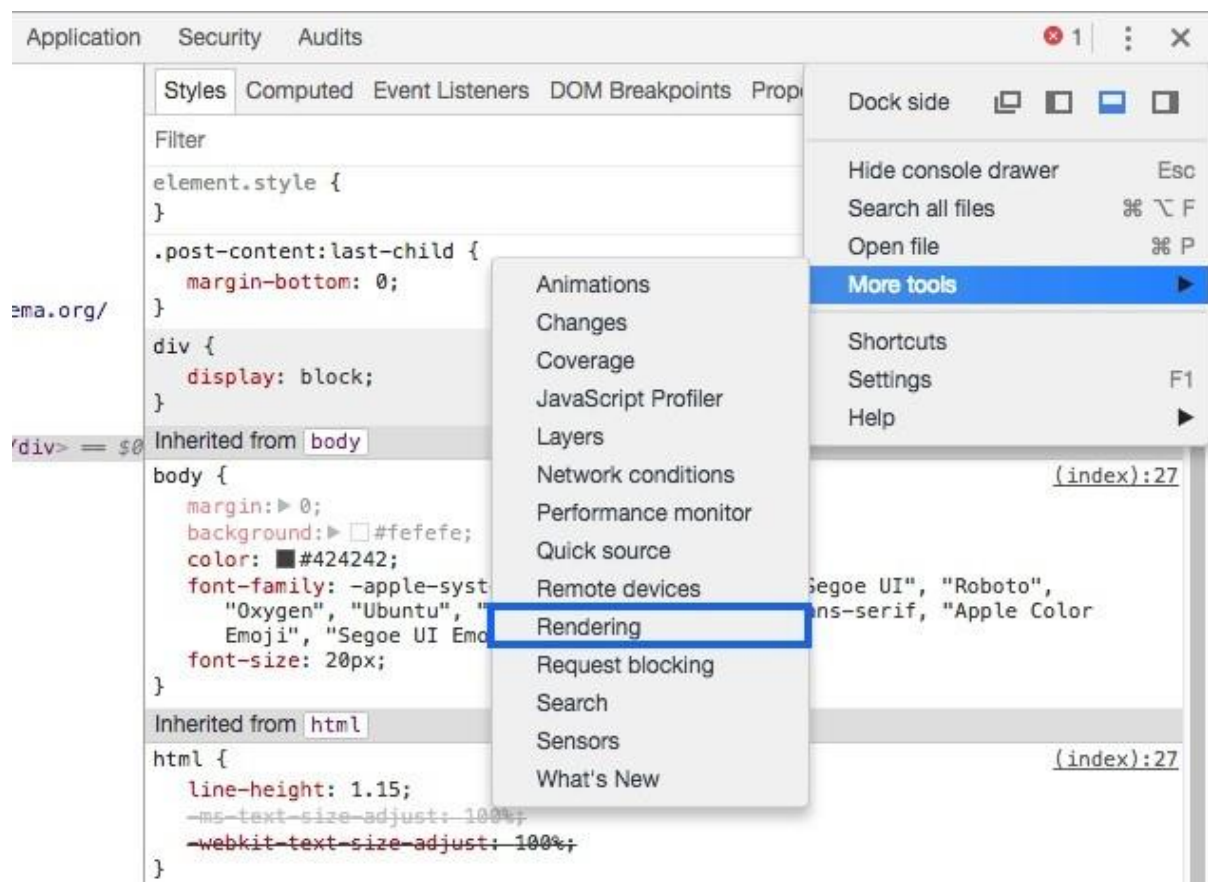 Application Security Audits 1
Styles Computed Event Listeners DOM Breakpoints
Dock side
Filter
Hide console drawer Esc
element.style {
Search all files ⌘ ⌥ F
}
Open file ⌘ P
.post-content:last-child {
More tools
margin-bottom: 0;
Animations
}
Changes
ema.org/
Shortcuts
div {
Coverage
Settings F1
display: block;
JavaScript Profiler
Help
}
Layers
/div> == $0
Inherited from body
Network conditions
body { (index):27
margin: 0;
Performance monitor
background: #fefefe;
color: #424242;
Quick source
font-family: -apple-syst
Remote devices
Segoe UI", "Roboto",
"Oxygen", "Ubuntu", "
ans-serif, "Apple Color
Rendering
Emoji", "Segoe UI Emo
font-size: 20px;
Request blocking
}
Search
Inherited from html
Sensors
html { (index):27
What's New
line-height: 1.15;
-ms-text-size-adjust: 100%;
-webkit-text-size-adjust: 100%;
}